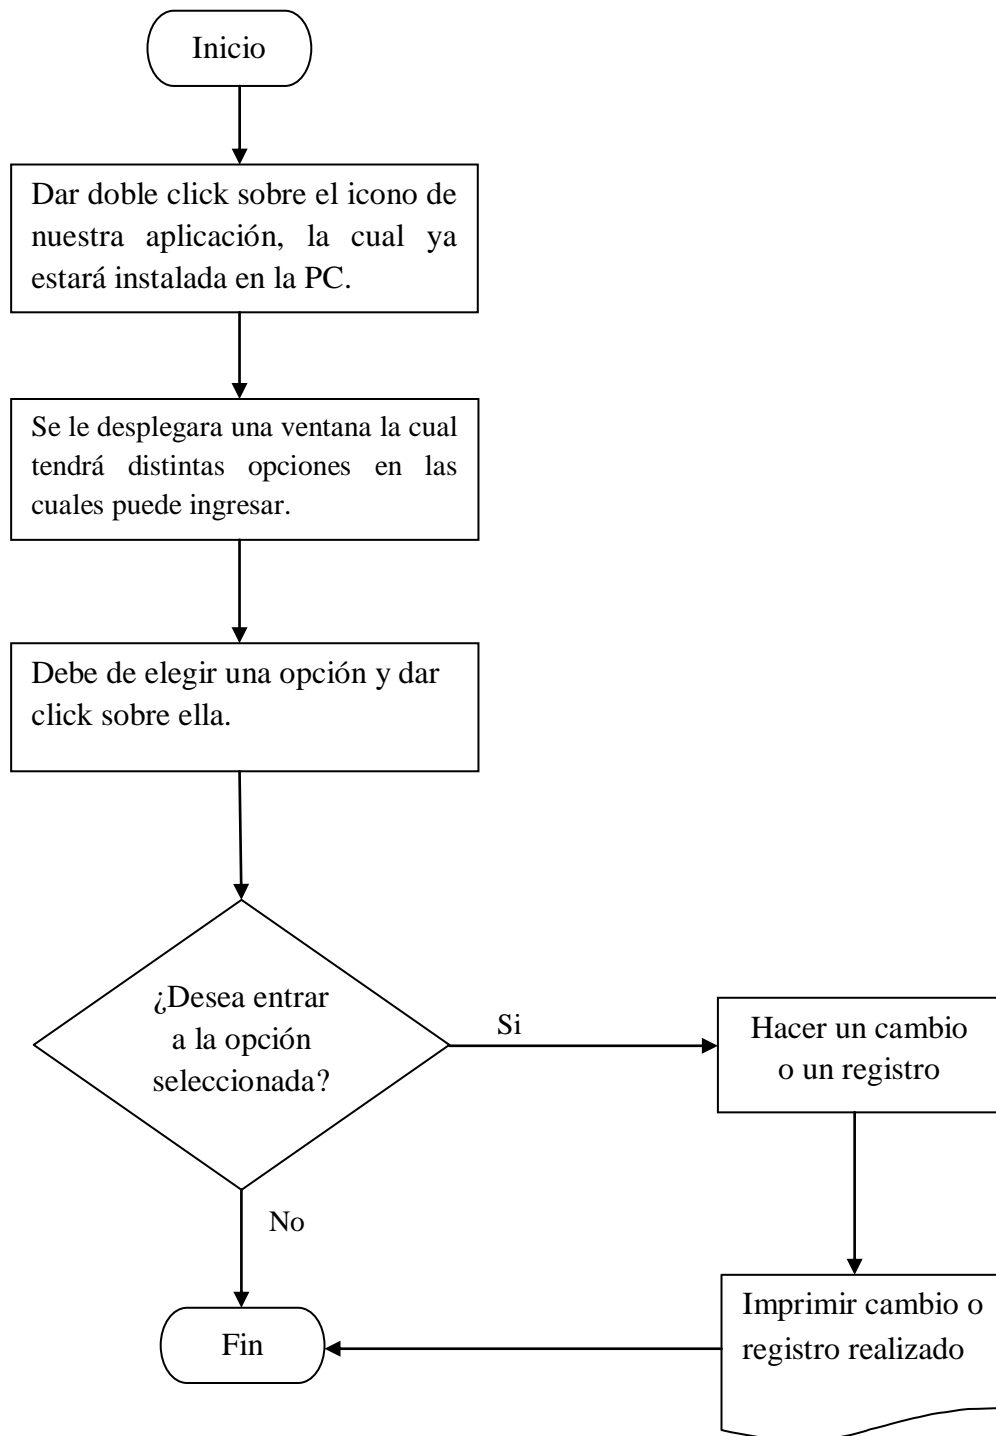 Inicio
Dar doble click sobre el icono de
nuestra aplicación, la cual ya
estará instalada en la PC.
Se le desplegara una ventana la cual
tendrá distintas opciones en las
cuales puede ingresar.
Debe de elegir una opción y dar
click sobre ella.
¿Desea entrar
a la opción
seleccionada?
Si
Hacer un cambio
o un registro
No
Imprimir cambio o
registro realizado
Fin